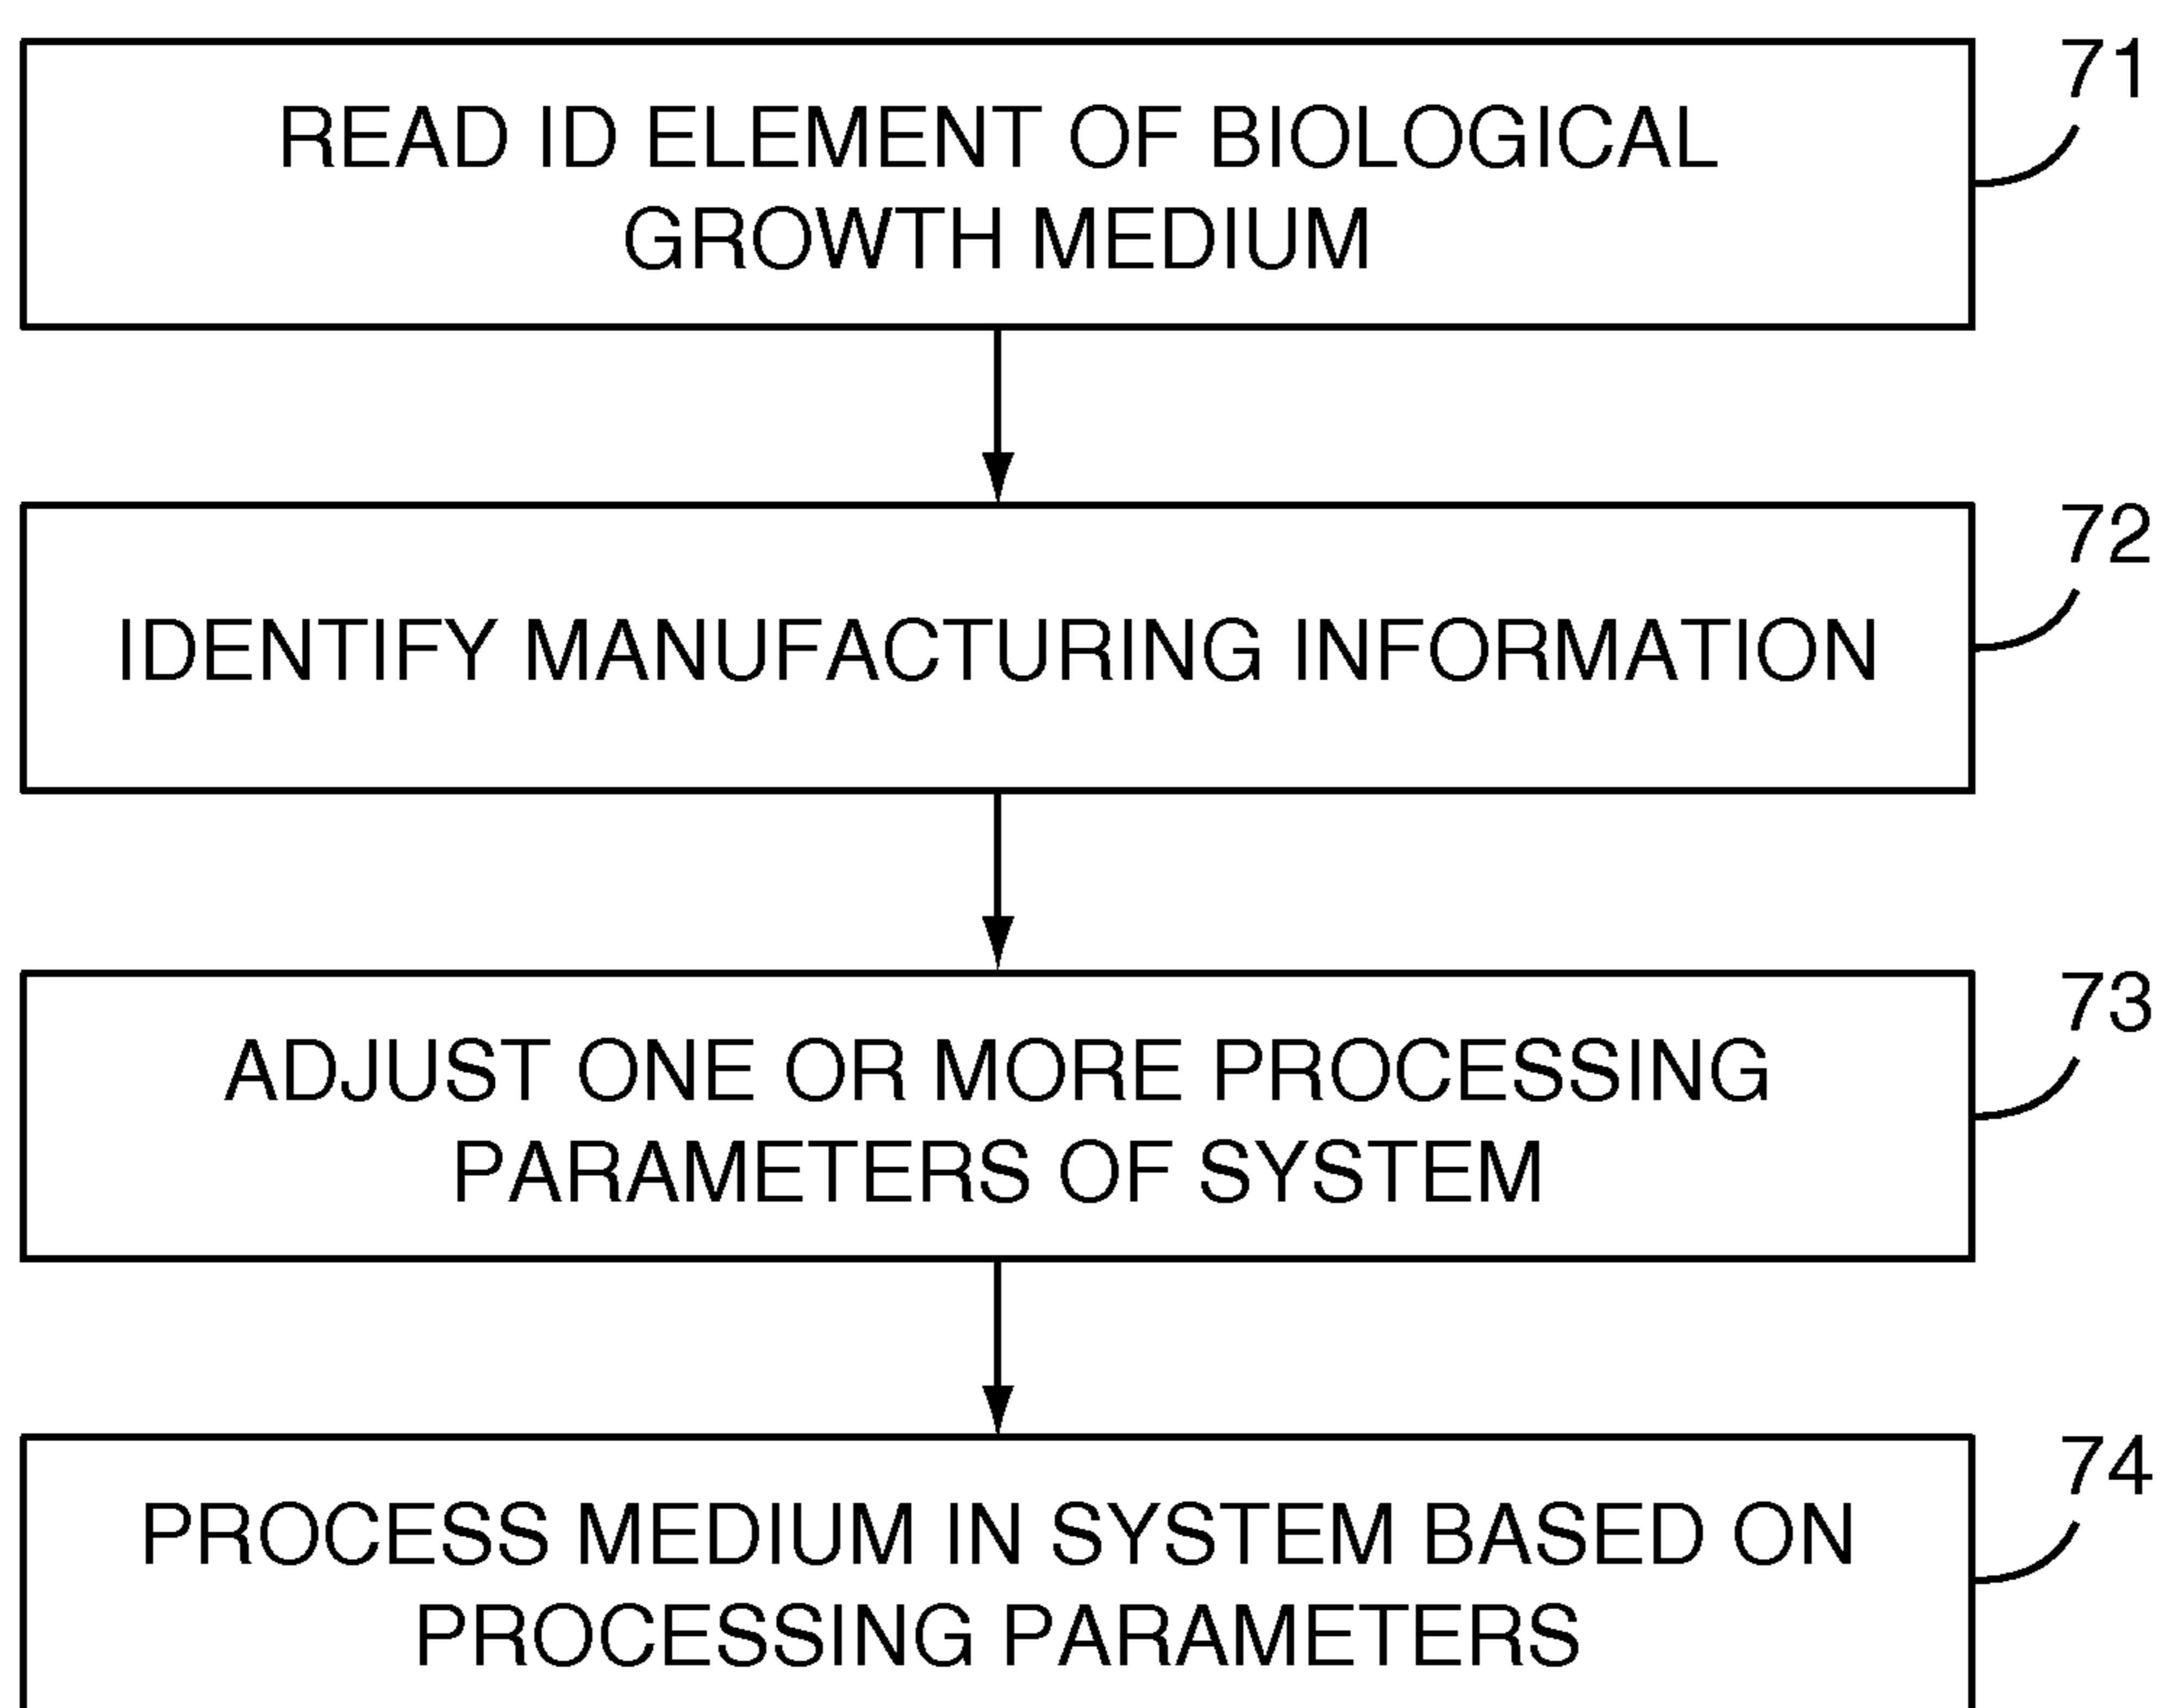 71
READ ID ELEMENT OF BIOLOGICAL
GROWTH MEDIUM
72
IDENTIFY MANUFACTURING INFORMATION
73
ADJUST ONE OR MORE PROCESSING
PARAMETERS OF SYSTEM
74
PROCESS MEDIUM IN SYSTEM BASED ON
PROCESSING PARAMETERS